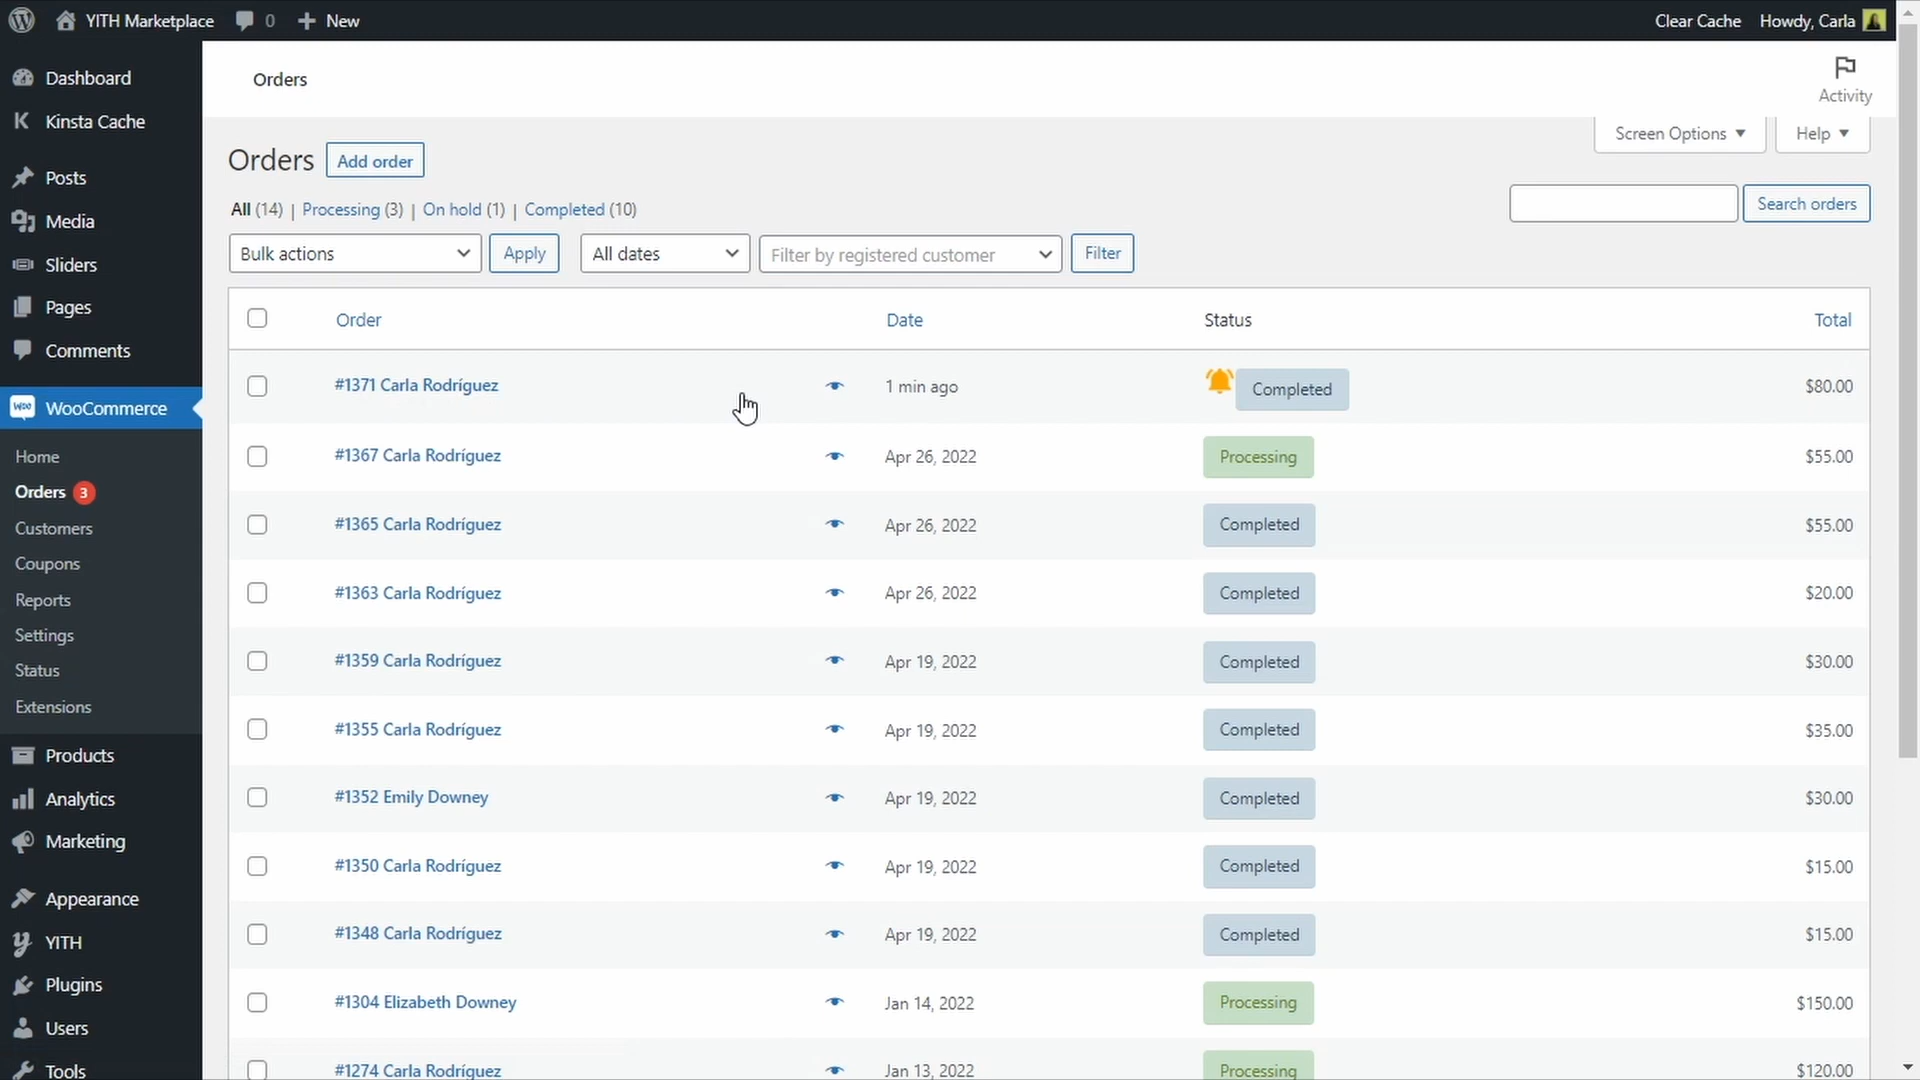 YITH Marketplace 0 New Clear Cache Howdy, Carla
Dashboard
Kinsta Cache
Posts
Media
Sliders
Pages
Comments
WooCommerce
Home
Orders 3
Customers
Coupons
Reports
Settings
Status
Extensions
Products
Analytics
Marketing
Appearance
YITH
Plugins
Users
Tools
Orders
Activity
Screen Options Help
Orders Add order
All (14) | Processing (3) | On hold (1) | Completed (10)
Search orders
Bulk actions Apply All dates Filter by registered customer Filter
Order Date Status Total
#1371 Carla Rodríguez 1 min ago Completed $80.00
#1367 Carla Rodríguez Apr 26, 2022 Processing $55.00
#1365 Carla Rodríguez Apr 26, 2022 Completed $55.00
#1363 Carla Rodríguez Apr 26, 2022 Completed $20.00
#1359 Carla Rodríguez Apr 19, 2022 Completed $30.00
#1355 Carla Rodríguez Apr 19, 2022 Completed $35.00
#1352 Emily Downey Apr 19, 2022 Completed $30.00
#1350 Carla Rodríguez Apr 19, 2022 Completed $15.00
#1348 Carla Rodríguez Apr 19, 2022 Completed $15.00
#1304 Elizabeth Downey Jan 14, 2022 Processing $150.00
#1274 Carla Rodríguez Jan 13, 2022 Processing $120.00